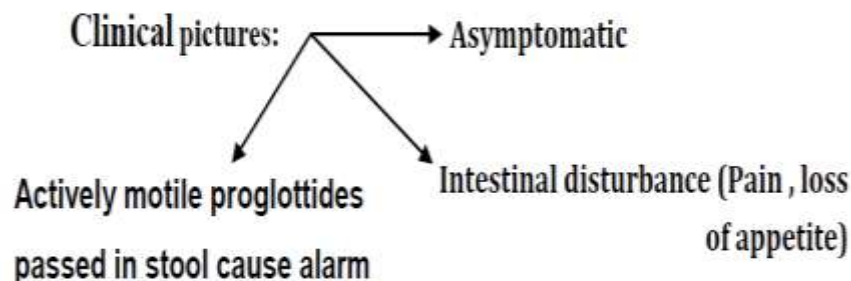 Clinical pictures:
Asymptomatic
Actively motile proglottides
passed in stool cause alarm
Intestinal disturbance (Pain , loss
of appetite)